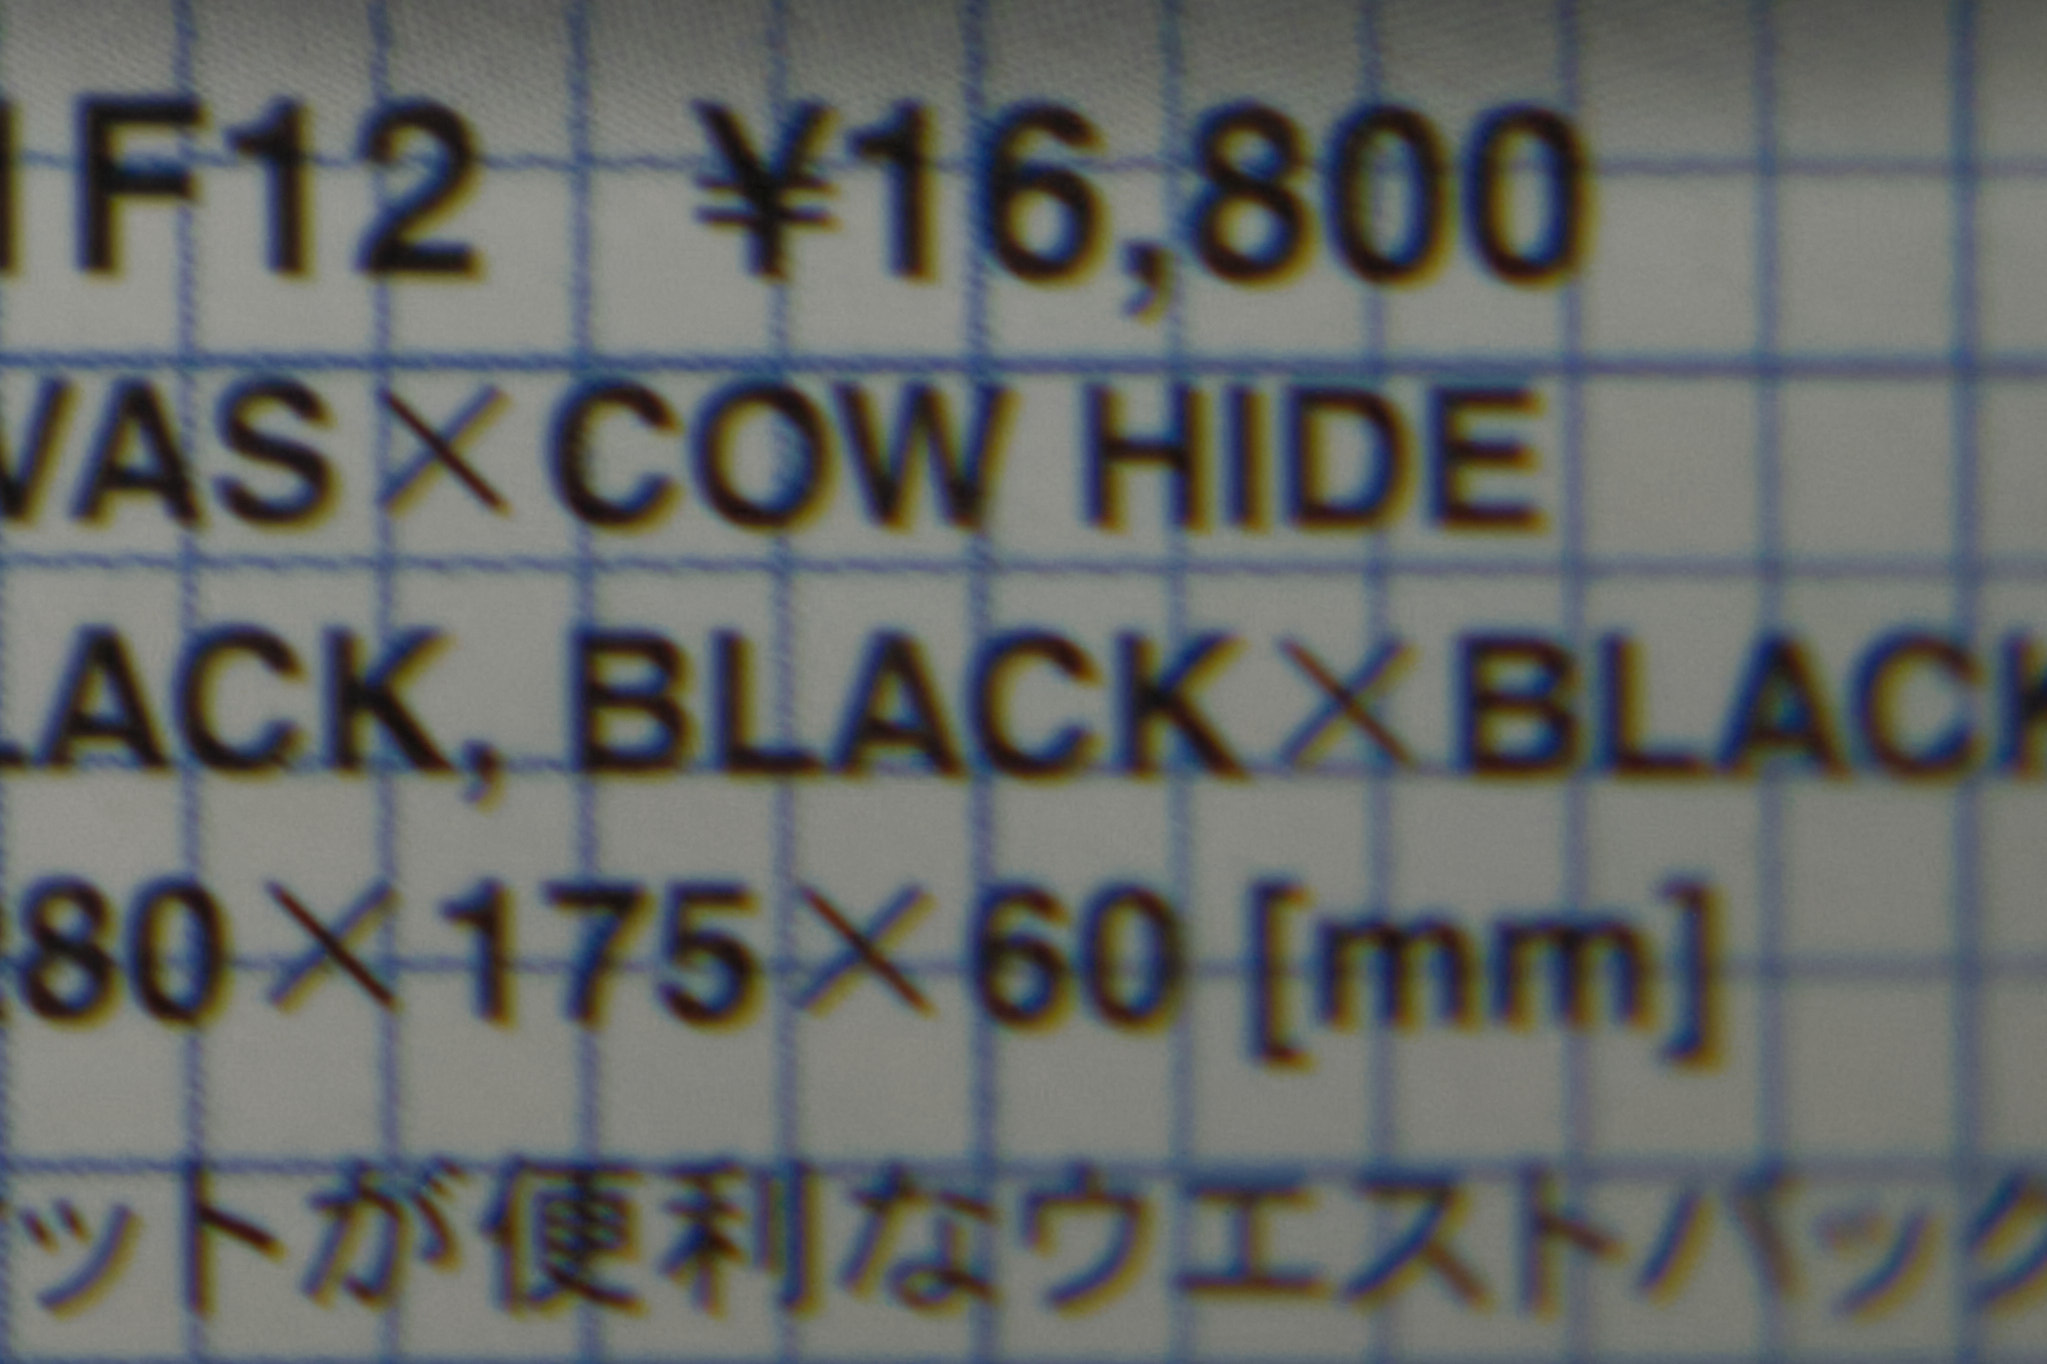 1F12 ¥16,800
VAS×COW HIDE
LACK, BLACK×BLACK
80×175×60 [mm]
ットが便利なウエストバック